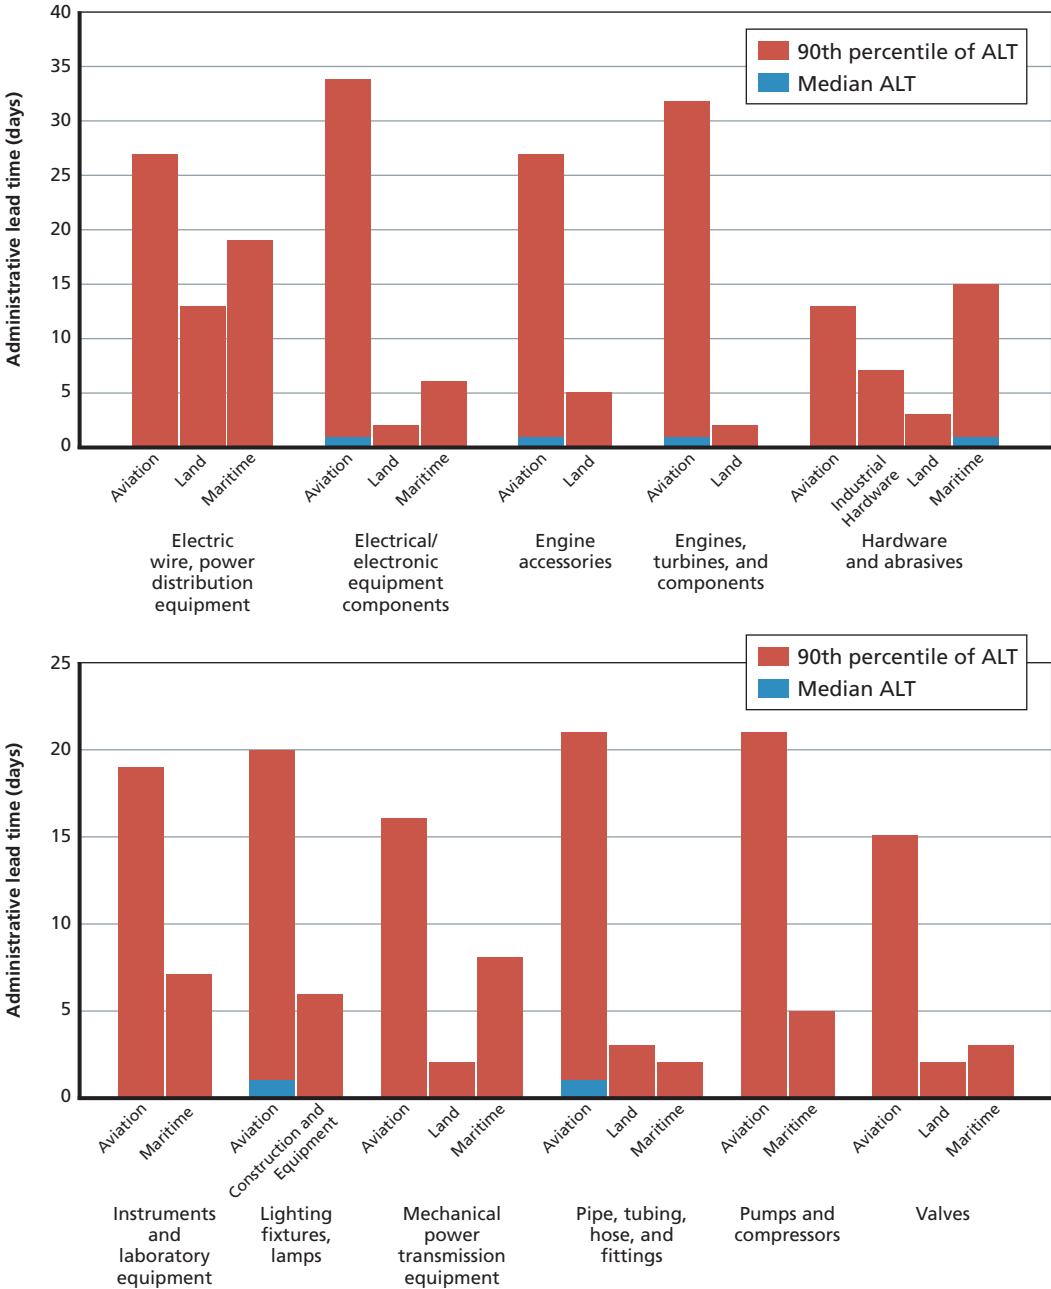 40
35
30
25
20
15
10
5
0
Administrative lead time (days)
90th percentile of ALT
Median ALT
Aviation
Land
Maritime
Aviation
Land
Maritime
Aviation
Land
Aviation
Land
Aviation
Industrial
Hardware
Land
Maritime
Electric
wire, power
distribution
equipment
Electrical/
electronic
equipment
components
Engine
accessories
Engines,
turbines, and
components
Hardware
and abrasives
25
20
15
10
5
0
Administrative lead time (days)
90th percentile of ALT
Median ALT
Aviation
Maritime
Aviation
Construction and
Equipment
Aviation
Land
Maritime
Aviation
Land
Maritime
Aviation
Maritime
Aviation
Land
Maritime
Instruments
and
laboratory
equipment
Lighting
fixtures,
lamps
Mechanical
power
transmission
equipment
Pipe, tubing,
hose, and
fittings
Pumps and
compressors
Valves